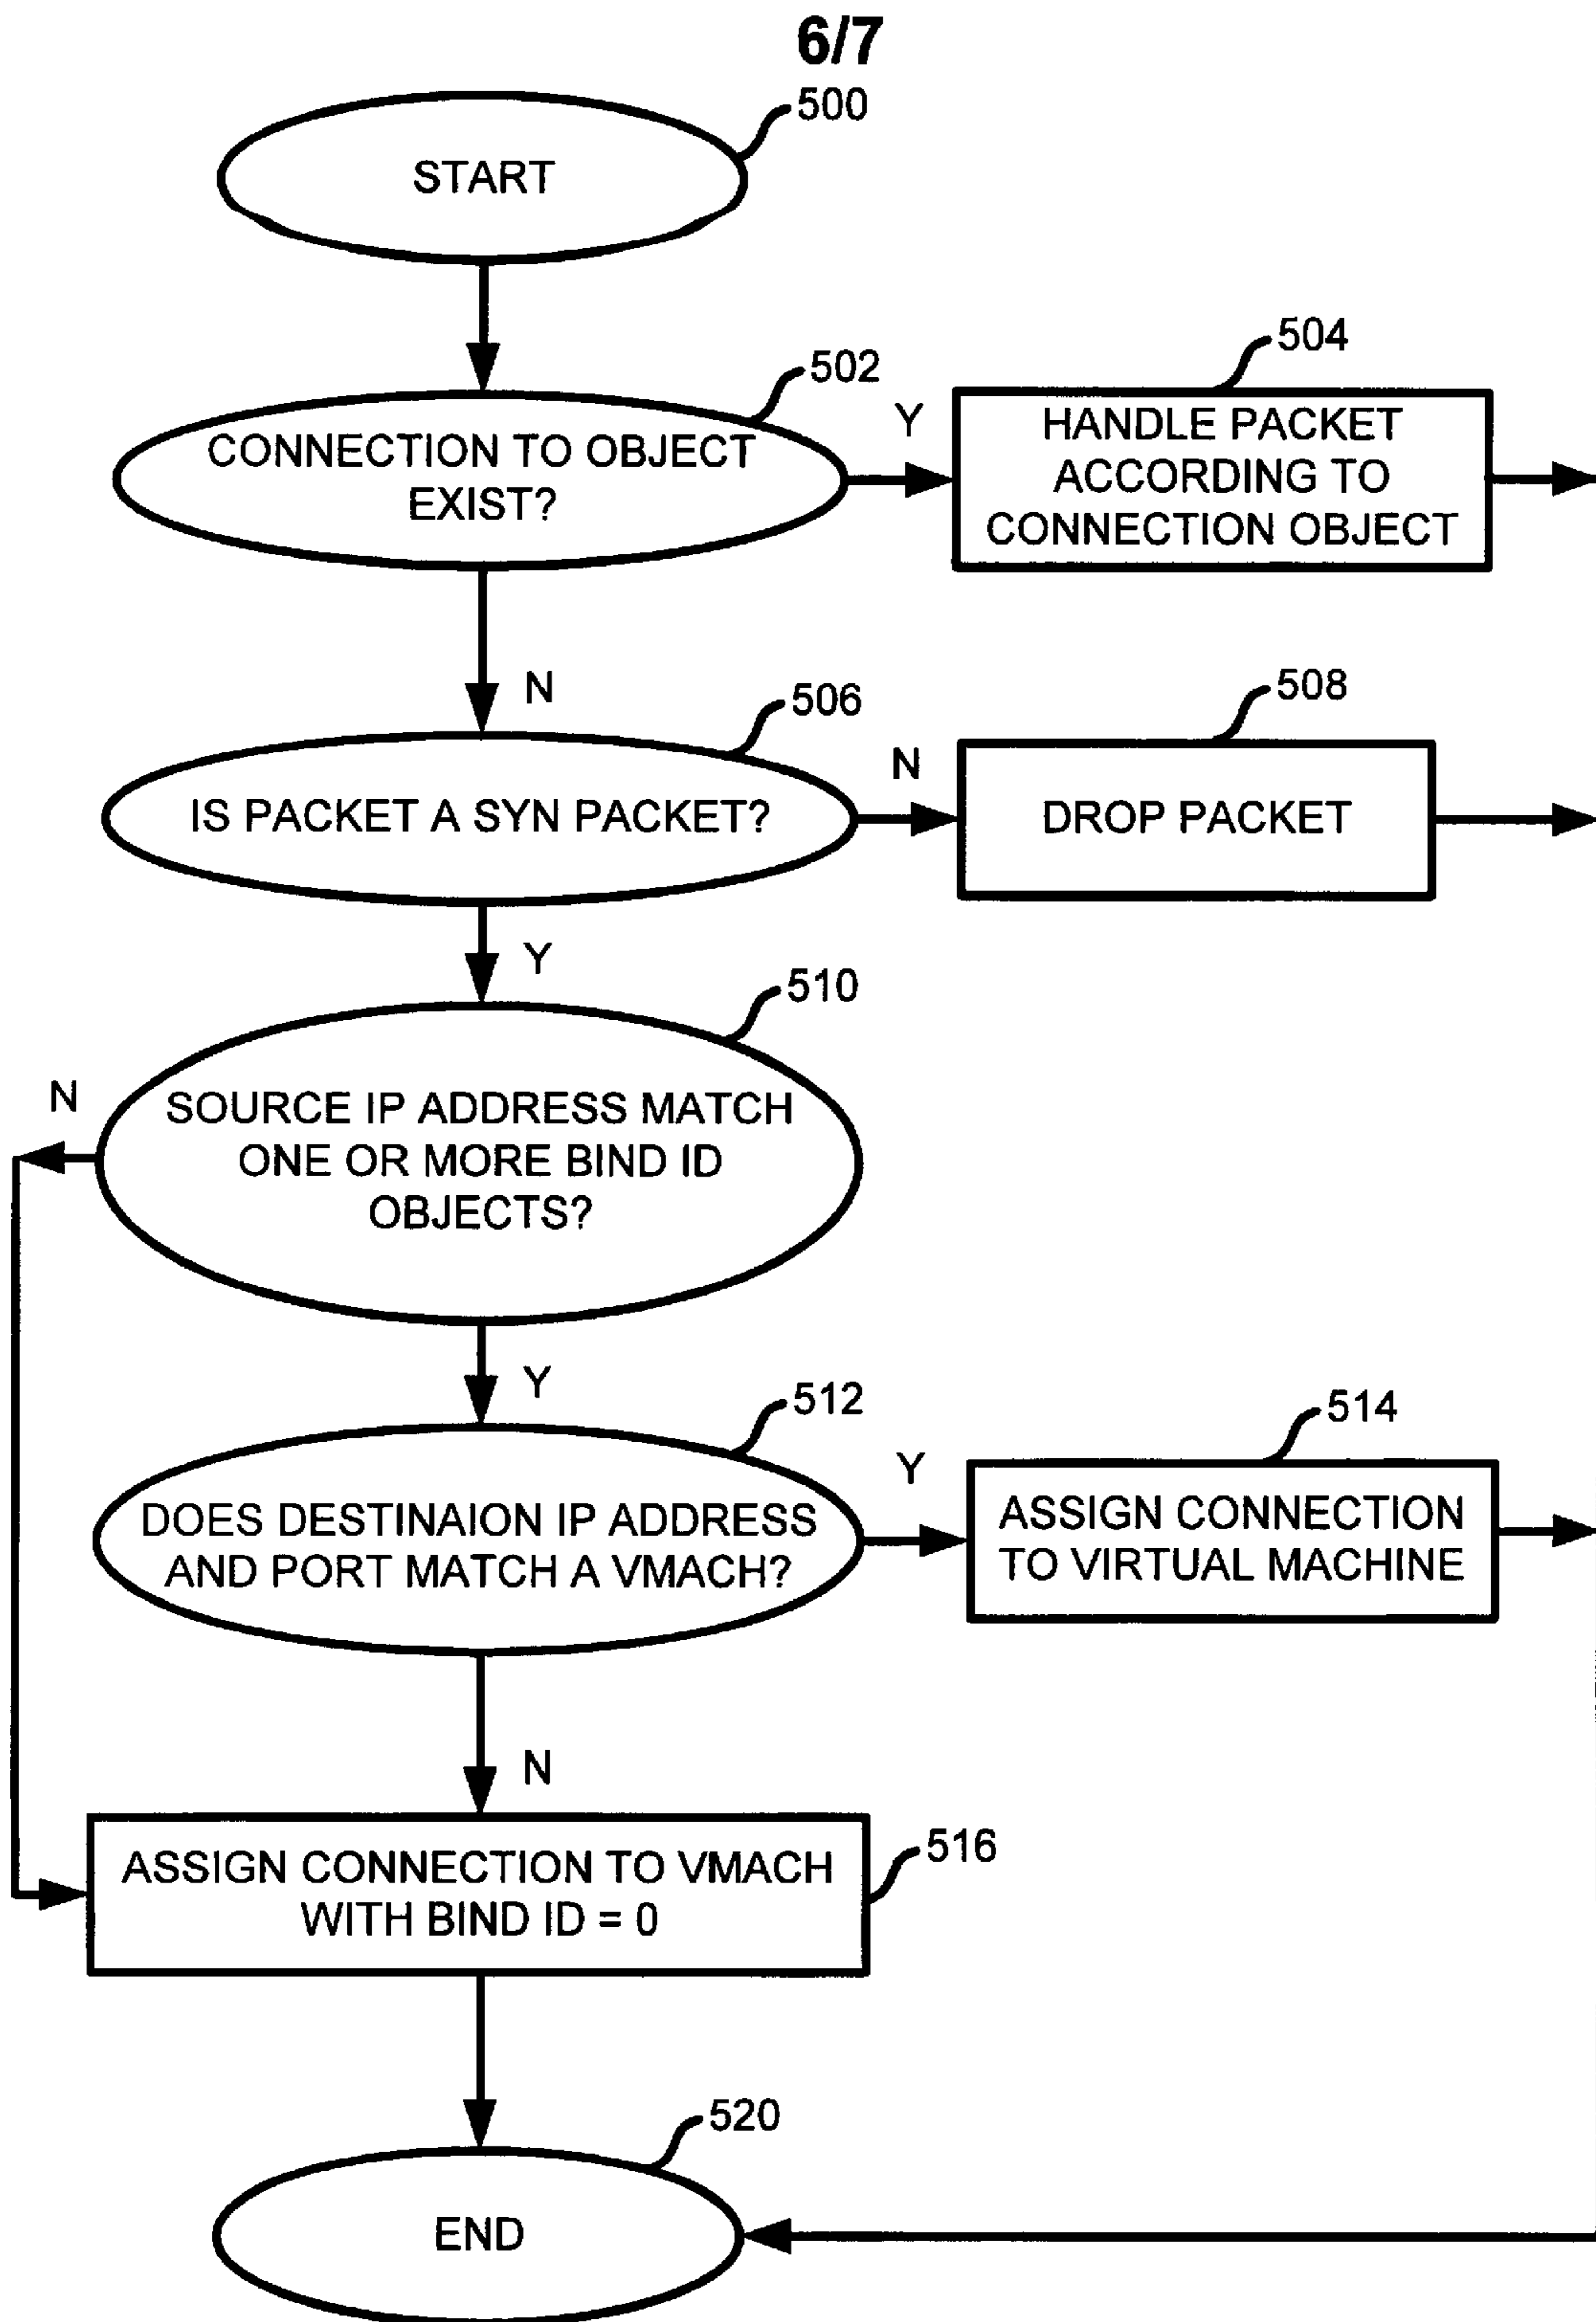 6/7
500
START
502
CONNECTION TO OBJECT
EXIST?
Y
504
HANDLE PACKET
ACCORDING TO
CONNECTION OBJECT
N
506
IS PACKET A SYN PACKET?
N
508
DROP PACKET
Y
510
SOURCE IP ADDRESS MATCH
ONE OR MORE BIND ID
OBJECTS?
N
Y
512
DOES DESTINAION IP ADDRESS
AND PORT MATCH A VMACH?
Y
514
ASSIGN CONNECTION
TO VIRTUAL MACHINE
N
516
ASSIGN CONNECTION TO VMACH
WITH BIND ID = 0
520
END